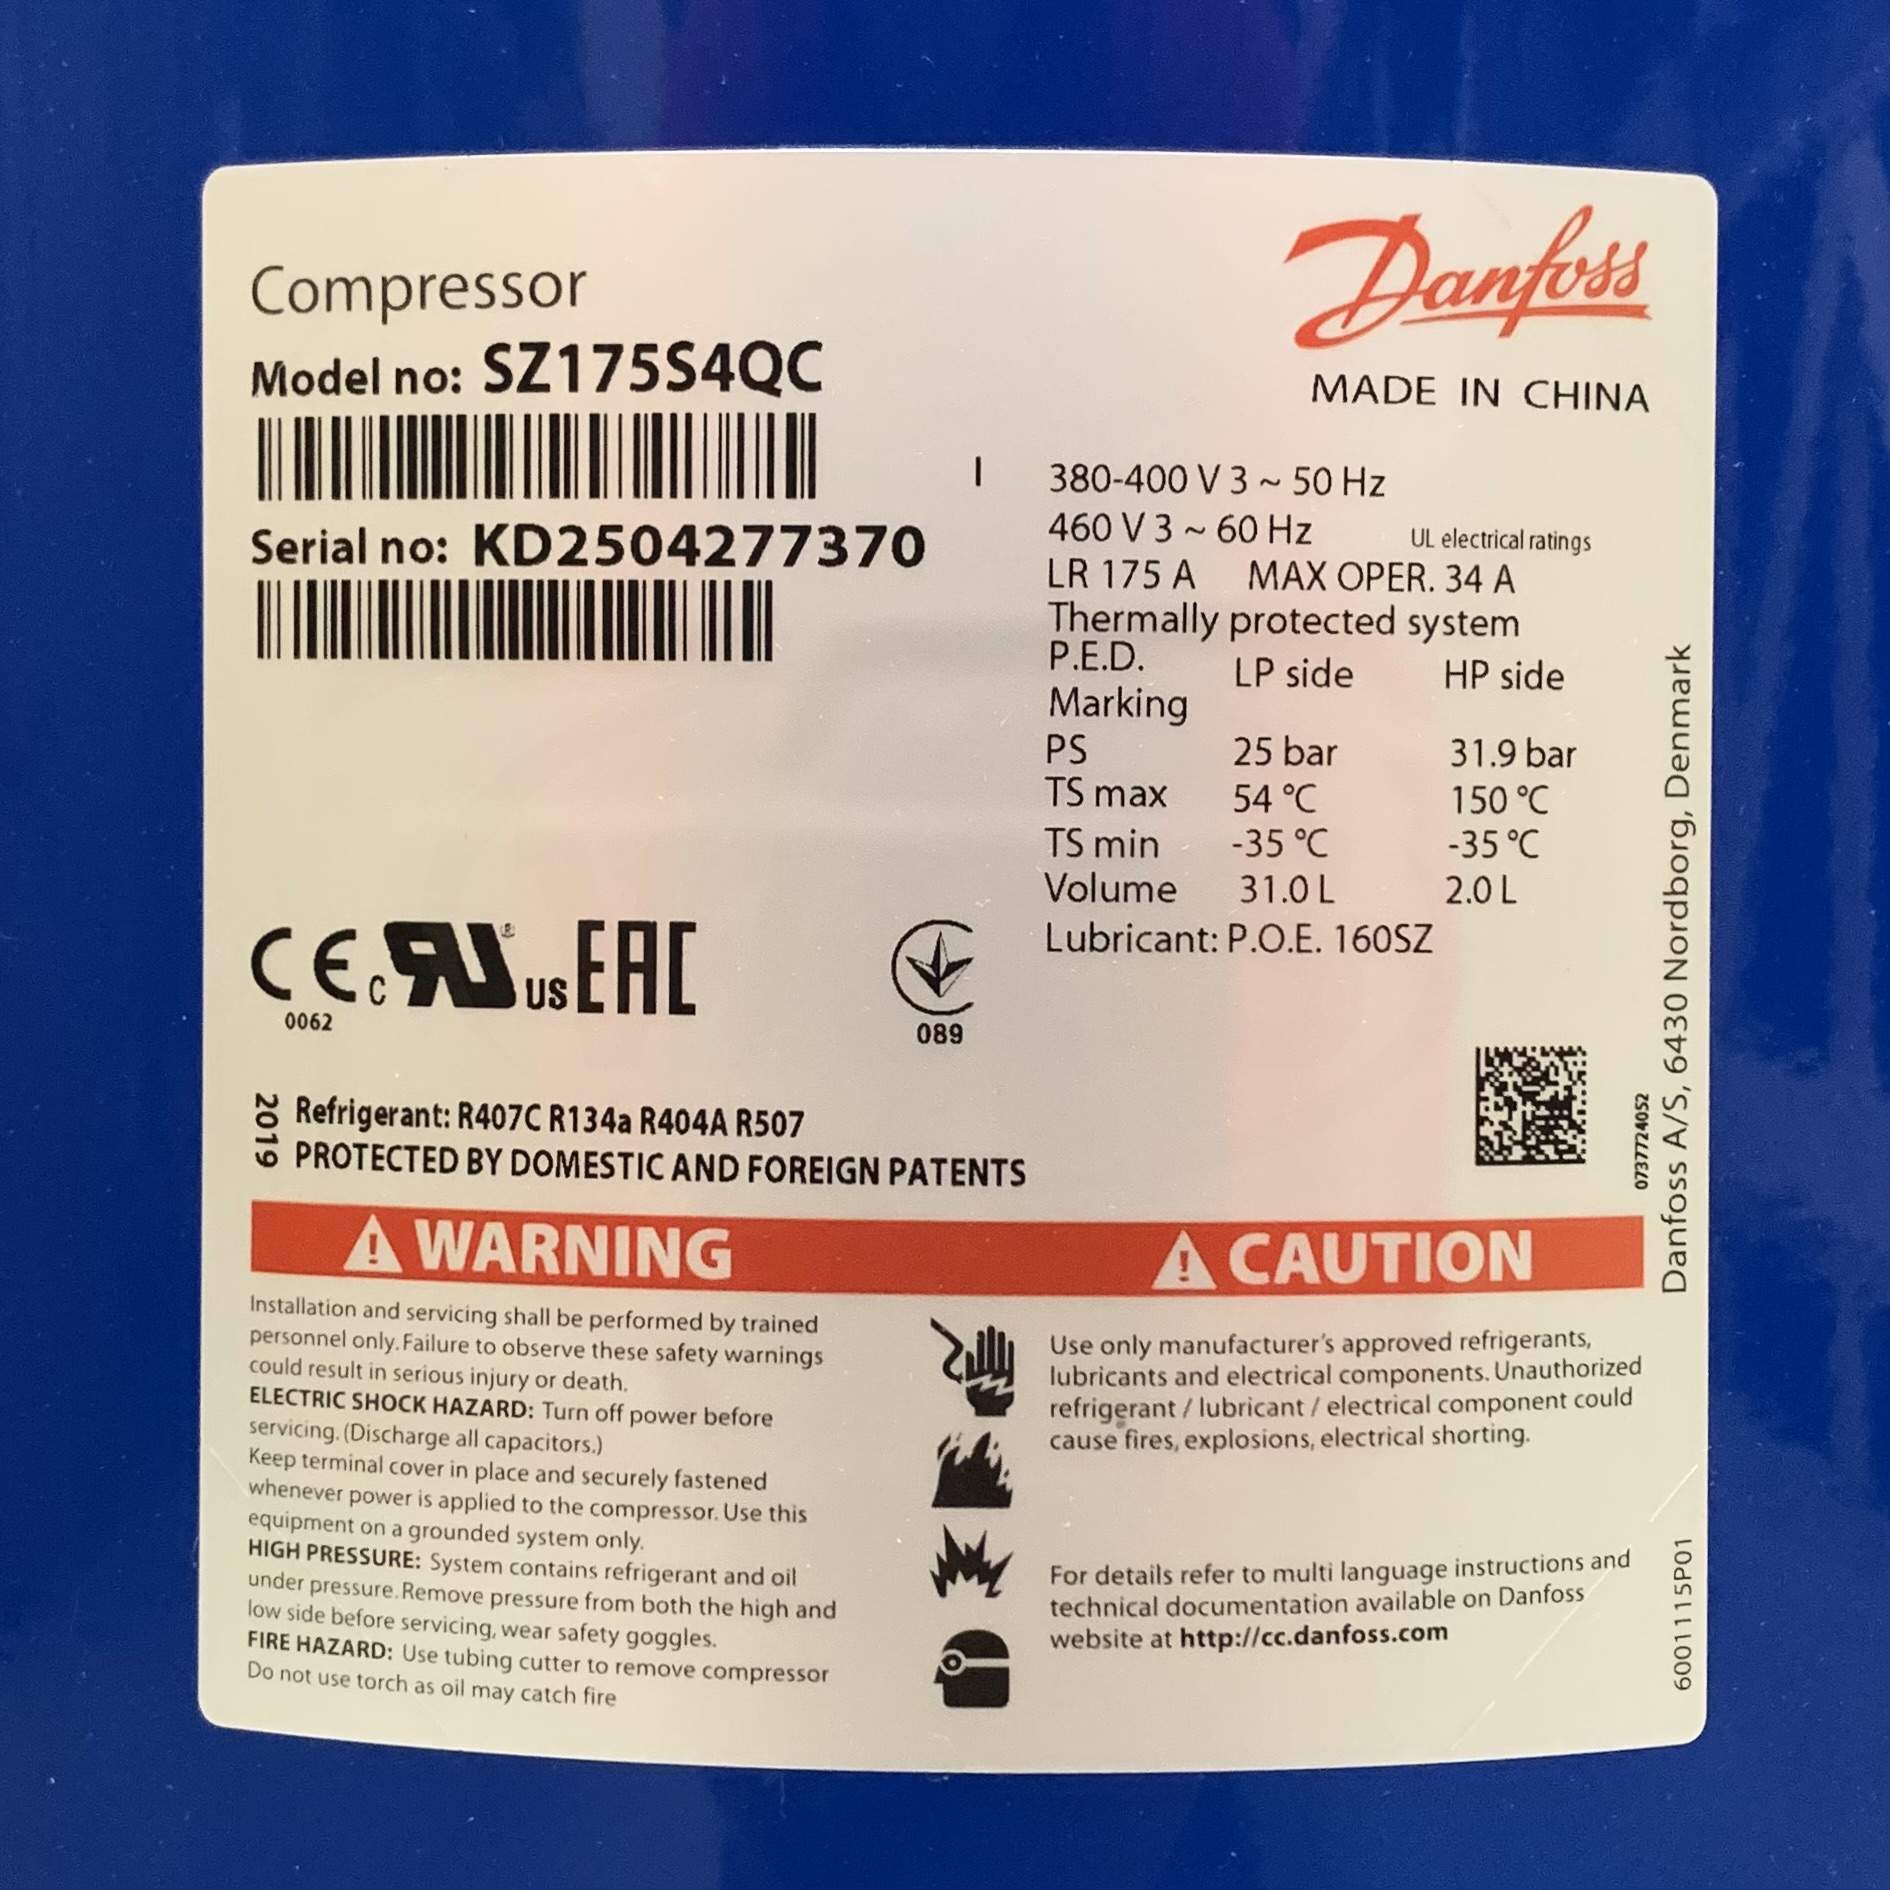 Danfoss
MADE IN CHINA
Compressor
Model no: SZ175S4QC
Serial no: KD2504277370
I
380-400 V 3 ~ 50 Hz
460 V 3 ~ 60 Hz UL electrical ratings
LR 175 A MAX OPER. 34 A
Thermally protected system
P.E.D. LP side HP side
Marking
PS 25 bar 31.9 bar
TS max 54 °C 150 °C
TS min -35 °C -35 °C
Volume 31.0 L 2.0 L
Lubricant: P.O.E. 160SZ
CE c RU ® US EAC
0062
089
2019
Refrigerant: R407C R134a R404A R507
PROTECTED BY DOMESTIC AND FOREIGN PATENTS
0737724052
Danfoss A/S, 6430 Nordborg, Denmark
WARNING
Installation and servicing shall be performed by trained
personnel only. Failure to observe these safety warnings
could result in serious injury or death.
ELECTRIC SHOCK HAZARD: Turn off power before
servicing. (Discharge all capacitors.)
Keep terminal cover in place and securely fastened
whenever power is applied to the compressor. Use this
equipment on a grounded system only.
HIGH PRESSURE: System contains refrigerant and oil
under pressure. Remove pressure from both the high and
low side before servicing, wear safety goggles.
FIRE HAZARD: Use tubing cutter to remove compressor
Do not use torch as oil may catch fire
CAUTION
Use only manufacturer's approved refrigerants,
lubricants and electrical components. Unauthorized
refrigerant / lubricant / electrical component could
cause fires, explosions, electrical shorting.
For details refer to multi language instructions and
technical documentation available on Danfoss
website at http://cc.danfoss.com
6001115P01